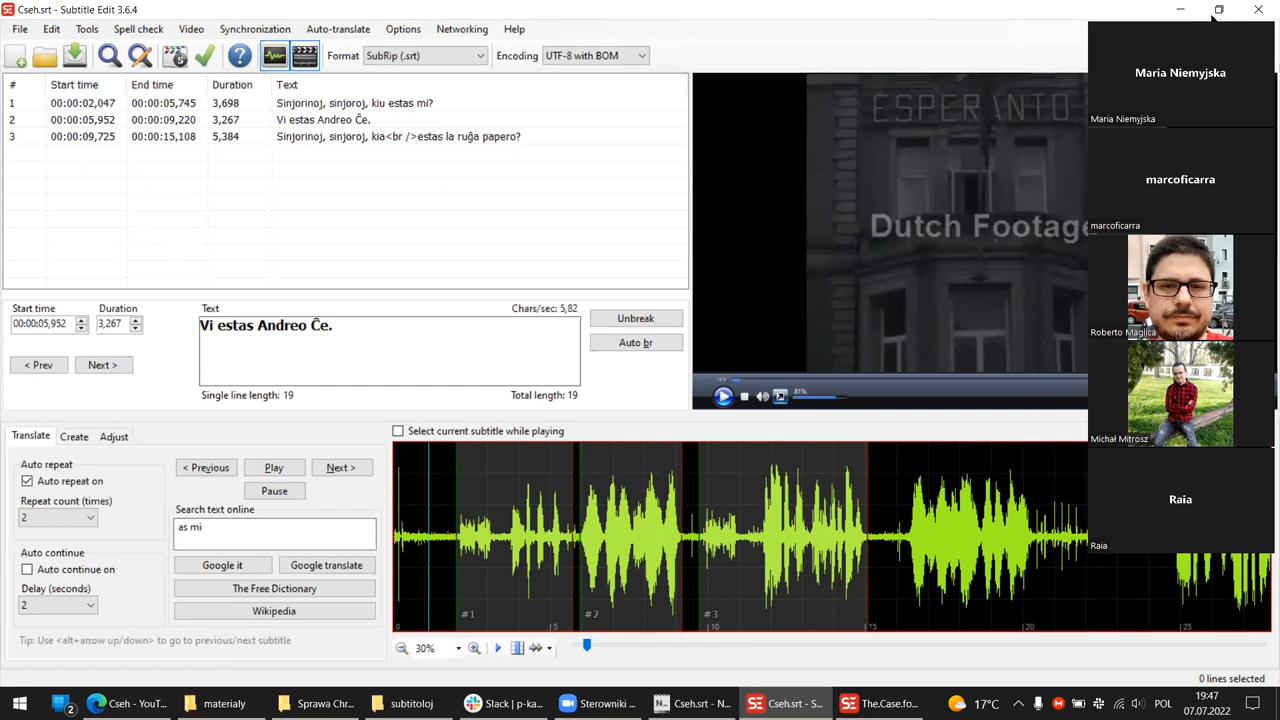 Cseh.srt - Subtitle Edit 3.6.4
File Edit Tools Spell check Video Synchronization Auto-translate Options Networking Help
Format SubRip (.srt) Encoding UTF-8 with BOM
# Start time End time Duration Text
1 00:00:02,047 00:00:05,745 3,698 Sinjorinoj, sinjoroj, kiu estas mi?
2 00:00:05,952 00:00:09,220 3,267 Vi estas Andreo Ĉe.
3 00:00:09,725 00:00:15,108 5,384 Sinjorinoj, sinjoroj, kia<br />estas la ruĝa papero?
ESPERANTO
Dutch Footage
81%
Start time Duration Text Chars/sec: 5,82
00:00:05,952 3,267
Vi estas Andreo Ĉe.
Unbreak
Auto br
< Prev Next >
Single line length: 19 Total length: 19
Translate Create Adjust
Select current subtitle while playing
Auto repeat
Auto repeat on
Repeat count (times)
2
Auto continue
Auto continue on
Delay (seconds)
2
< Previous Play Next >
Pause
Search text online
as mi
Google it Google translate
The Free Dictionary
Wikipedia
Tip: Use <alt+arrow up/down> to go to previous/next subtitle
#1 #2 #3
0 5 10 15 20 25
30%
0 lines selected
Maria Niemyjska
Maria Niemyjska
marcoficarra
marcoficarra
Roberto Maglica
Michał Mitrosz
Raia
Raia
2
Cseh - YouT...
materialy
Sprawa Chr...
subtitoloj
Slack | p-ka...
Sterowniki ...
Cseh.srt - N...
Cseh.srt - S...
The.Case.fo...
17°C
POL
19:47
07.07.2022